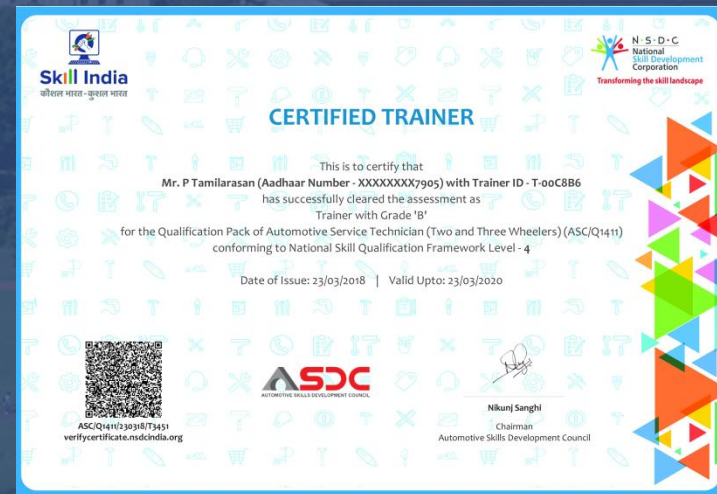 Skill India
कौशल भारत-कुशल भारत
N·S·D·C
National
Skill Development
Corporation
Transforming the skill landscape
CERTIFIED TRAINER
This is to certify that
Mr. P Tamilarasan (Aadhaar Number - XXXXXXXX7905) with Trainer ID - T-00C8B6
has successfully cleared the assessment as
Trainer with Grade 'B'
for the Qualification Pack of Automotive Service Technician (Two and Three Wheelers) (ASC/Q1411)
conforming to National Skill Qualification Framework Level - 4
Date of Issue: 23/03/2018 | Valid Upto: 23/03/2020
ASC/Q1411/230318/T3451
verifycertificate.nsdcindia.org
ASDC
AUTOMOTIVE SKILLS DEVELOPMENT COUNCIL
Nikunj Sanghi
Chairman
Automotive Skills Development Council